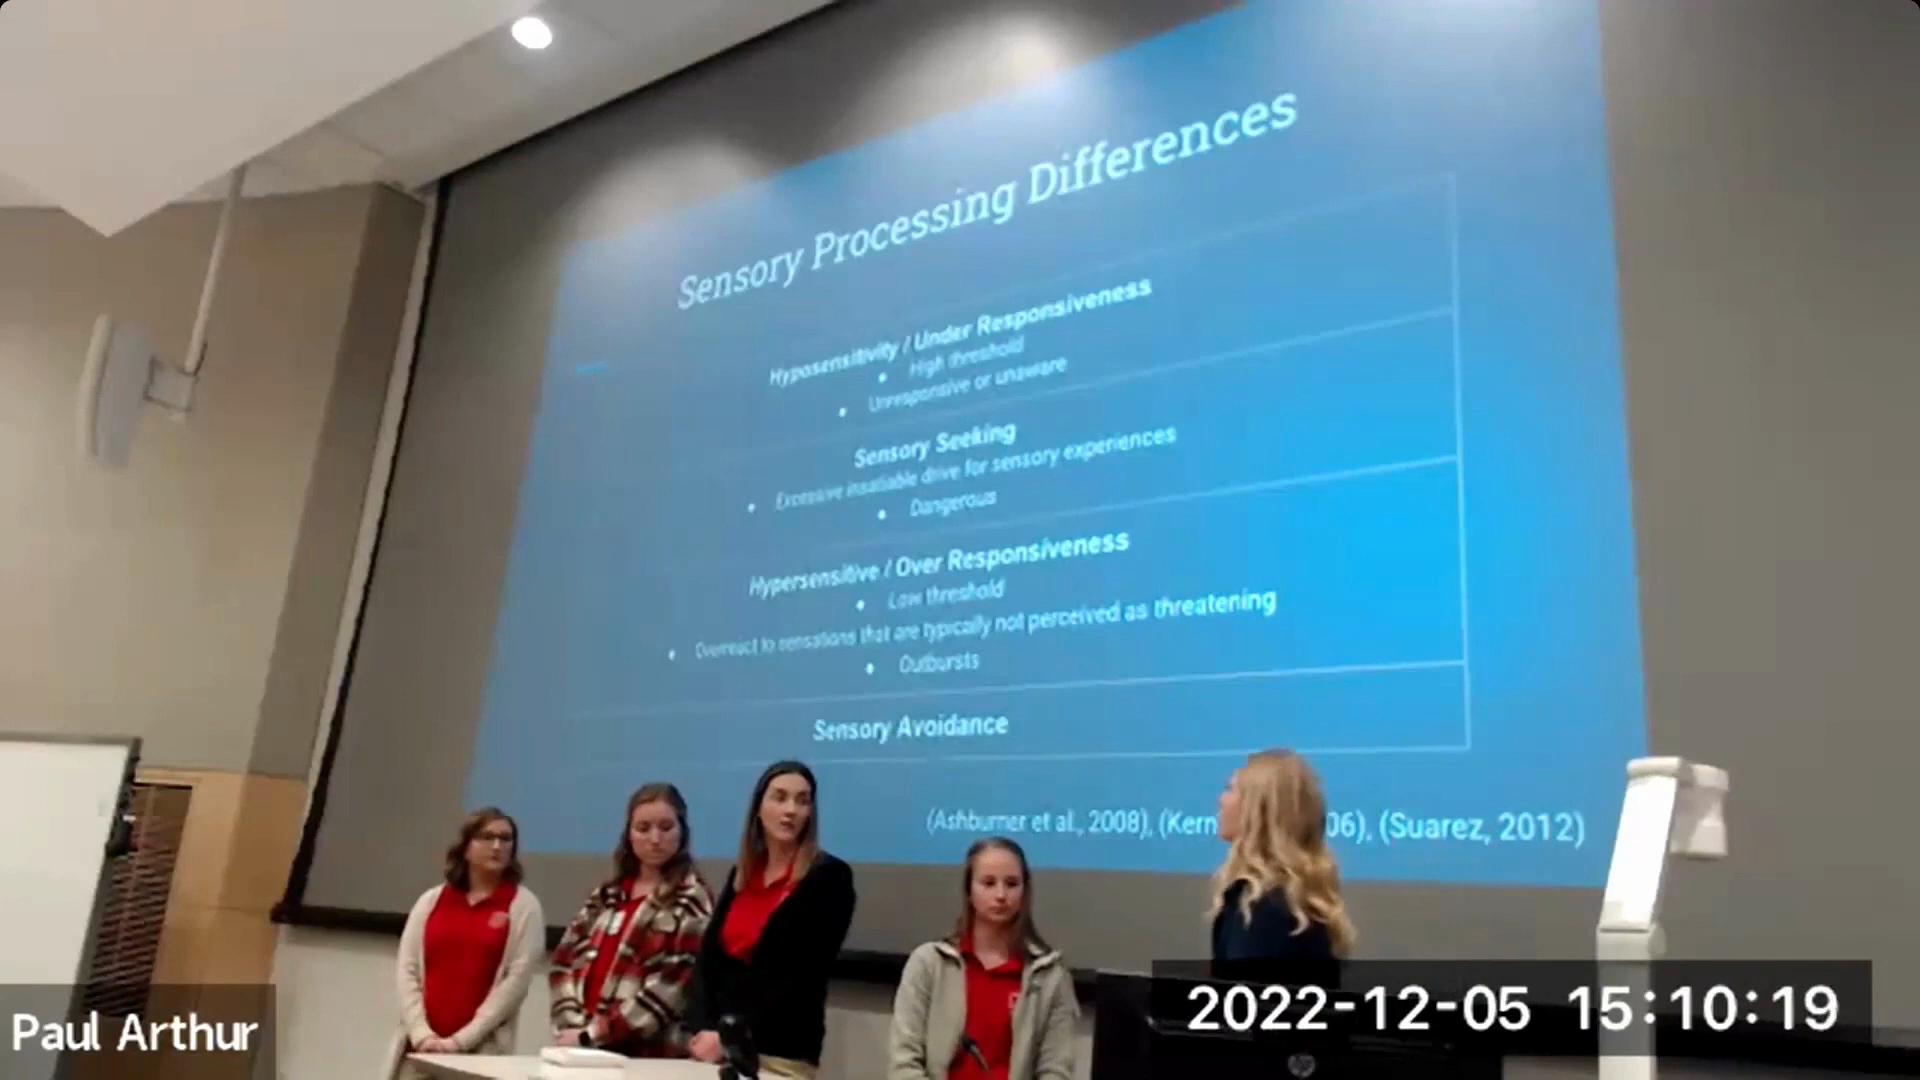 Sensory Processing Differences
Hyposensitivity / Under Responsiveness
• High threshold
• Unresponsive or unaware
Sensory Seeking
• Excessive insatiable drive for sensory experiences
• Dangerous
Hypersensitive / Over Responsiveness
• Low threshold
• Overreact to sensations that are typically not perceived as threatening
• Outbursts
Sensory Avoidance
(Ashburner et al., 2008), (Kern 06), (Suarez, 2012)
2022-12-05 15:10:19
Paul Arthur